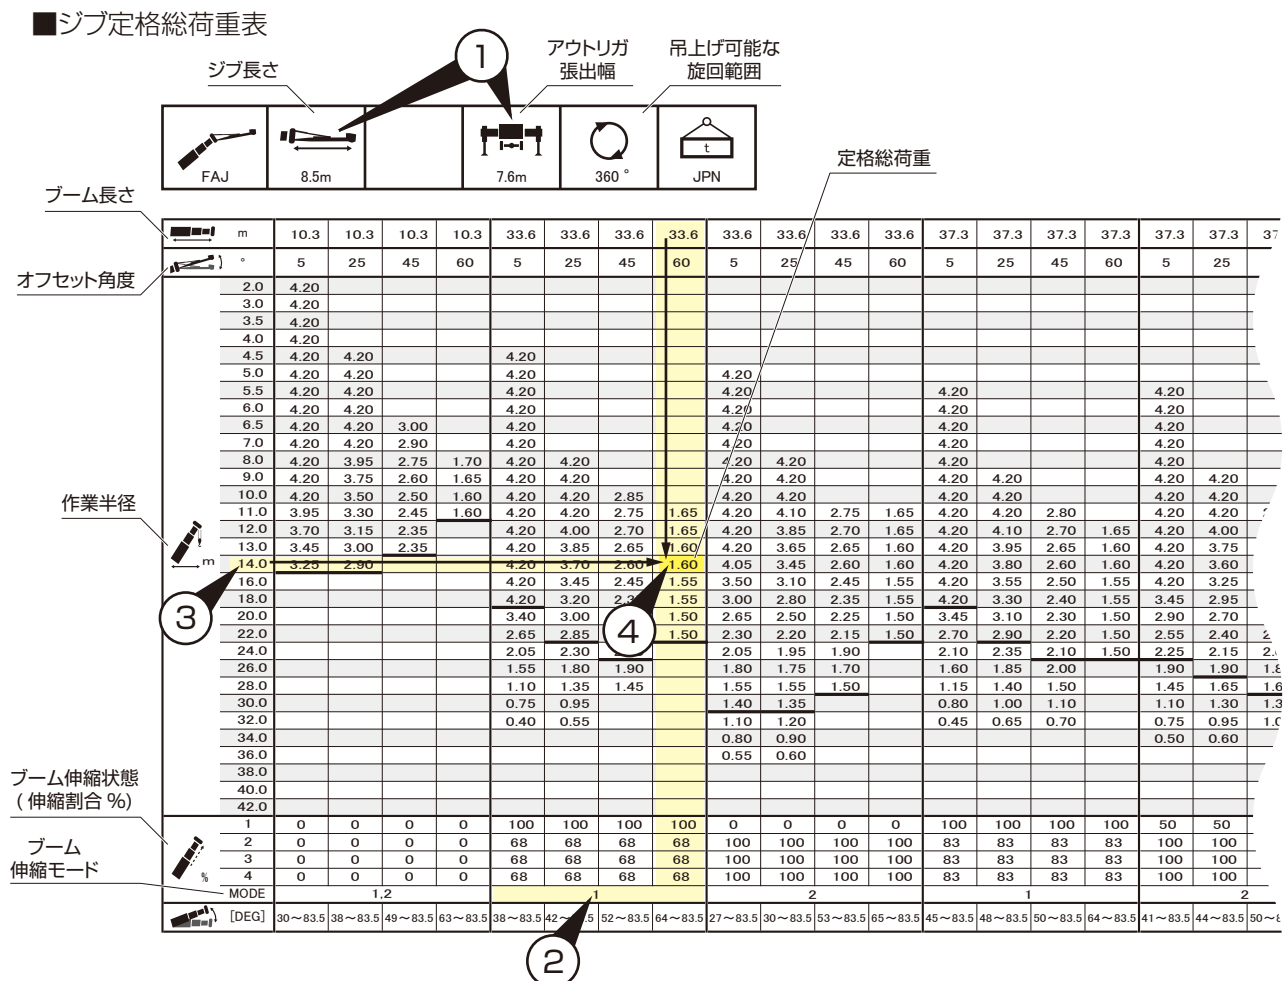 ■ジブ定格総荷重表
ジブ長さ
1
アウトリガ
張出幅
吊上げ可能な
旋回範囲
FAJ
8.5m
7.6m
360°
t
JPN
定格総荷重
ブーム長さ
m 10.3 10.3 10.3 10.3 33.6 33.6 33.6 33.6 33.6 33.6 33.6 33.6 37.3 37.3 37.3 37.3 37.3 37.3
オフセット角度
° 5 25 45 60 5 25 45 60 5 25 45 60 5 25 45 60 5 25
2.0 4.20
3.0 4.20
3.5 4.20
4.0 4.20
4.5 4.20 4.20 4.20
5.0 4.20 4.20 4.20 4.20
5.5 4.20 4.20 4.20 4.20 4.20 4.20
6.0 4.20 4.20 4.20 4.20 4.20 4.20
6.5 4.20 4.20 3.00 4.20 4.20 4.20 4.20
7.0 4.20 4.20 2.90 4.20 4.20 4.20 4.20
8.0 4.20 3.95 2.75 1.70 4.20 4.20 4.20 4.20 4.20 4.20
9.0 4.20 3.75 2.60 1.65 4.20 4.20 4.20 4.20 4.20 4.20 4.20 4.20
作業半径
10.0 4.20 3.50 2.50 1.60 4.20 4.20 2.85 4.20 4.20 4.20 4.20 4.20 4.20
11.0 3.95 3.30 2.45 1.60 4.20 4.20 2.75 1.65 4.20 4.10 2.75 1.65 4.20 4.20 2.80 4.20 4.20
12.0 3.70 3.15 2.35 4.20 4.00 2.70 1.65 4.20 3.85 2.70 1.65 4.20 4.10 2.70 1.65 4.20 4.00
13.0 3.45 3.00 2.35 4.20 3.85 2.65 1.60 4.20 3.65 2.65 1.60 4.20 3.95 2.65 1.60 4.20 3.75
m 14.0 3.25 2.90 4.20 3.70 2.60 1.60 4.05 3.45 2.60 1.60 4.20 3.80 2.60 1.60 4.20 3.60
16.0 4.20 3.45 2.45 1.55 3.50 3.10 2.45 1.55 4.20 3.55 2.50 1.55 4.20 3.25
18.0 4.20 3.20 1.55 3.00 2.80 2.35 1.55 4.20 3.30 2.40 1.55 3.45 2.95
3
4
20.0 3.40 3.00 1.50 2.65 2.50 2.25 1.50 3.45 3.10 2.30 1.50 2.90 2.70
22.0 2.65 2.85 1.50 2.30 2.20 2.15 1.50 2.70 2.90 2.20 1.50 2.55 2.40
24.0 2.05 2.30 2.05 1.95 1.90 2.10 2.35 2.10 1.50 2.25 2.15
26.0 1.55 1.80 1.90 1.80 1.75 1.70 1.60 1.85 2.00 1.90 1.90
28.0 1.10 1.35 1.45 1.55 1.55 1.50 1.15 1.40 1.50 1.45 1.65
30.0 0.75 0.95 1.40 1.35 0.80 1.00 1.10 1.10 1.30
32.0 0.40 0.55 1.10 1.20 0.45 0.65 0.70 0.75 0.95
34.0 0.80 0.90 0.50 0.60
36.0 0.55 0.60
38.0
40.0
42.0
ブーム伸縮状態
(伸縮割合 %)
1 0 0 0 0 100 100 100 100 0 0 0 0 100 100 100 100 50 50
2 0 0 0 0 68 68 68 68 100 100 100 100 83 83 83 83 100 100
3 0 0 0 0 68 68 68 68 100 100 100 100 83 83 83 83 100 100
% 4 0 0 0 0 68 68 68 68 100 100 100 100 83 83 83 83 100 100
ブーム
伸縮モード
MODE 1,2 1 2 1 2
[DEG] 30～83.5 38～83.5 49～83.5 63～83.5 38～83.5 52～83.5 64～83.5 27～83.5 30～83.5 53～83.5 65～83.5 45～83.5 48～83.5 50～83.5 64～83.5 41～83.5 44～83.5
2